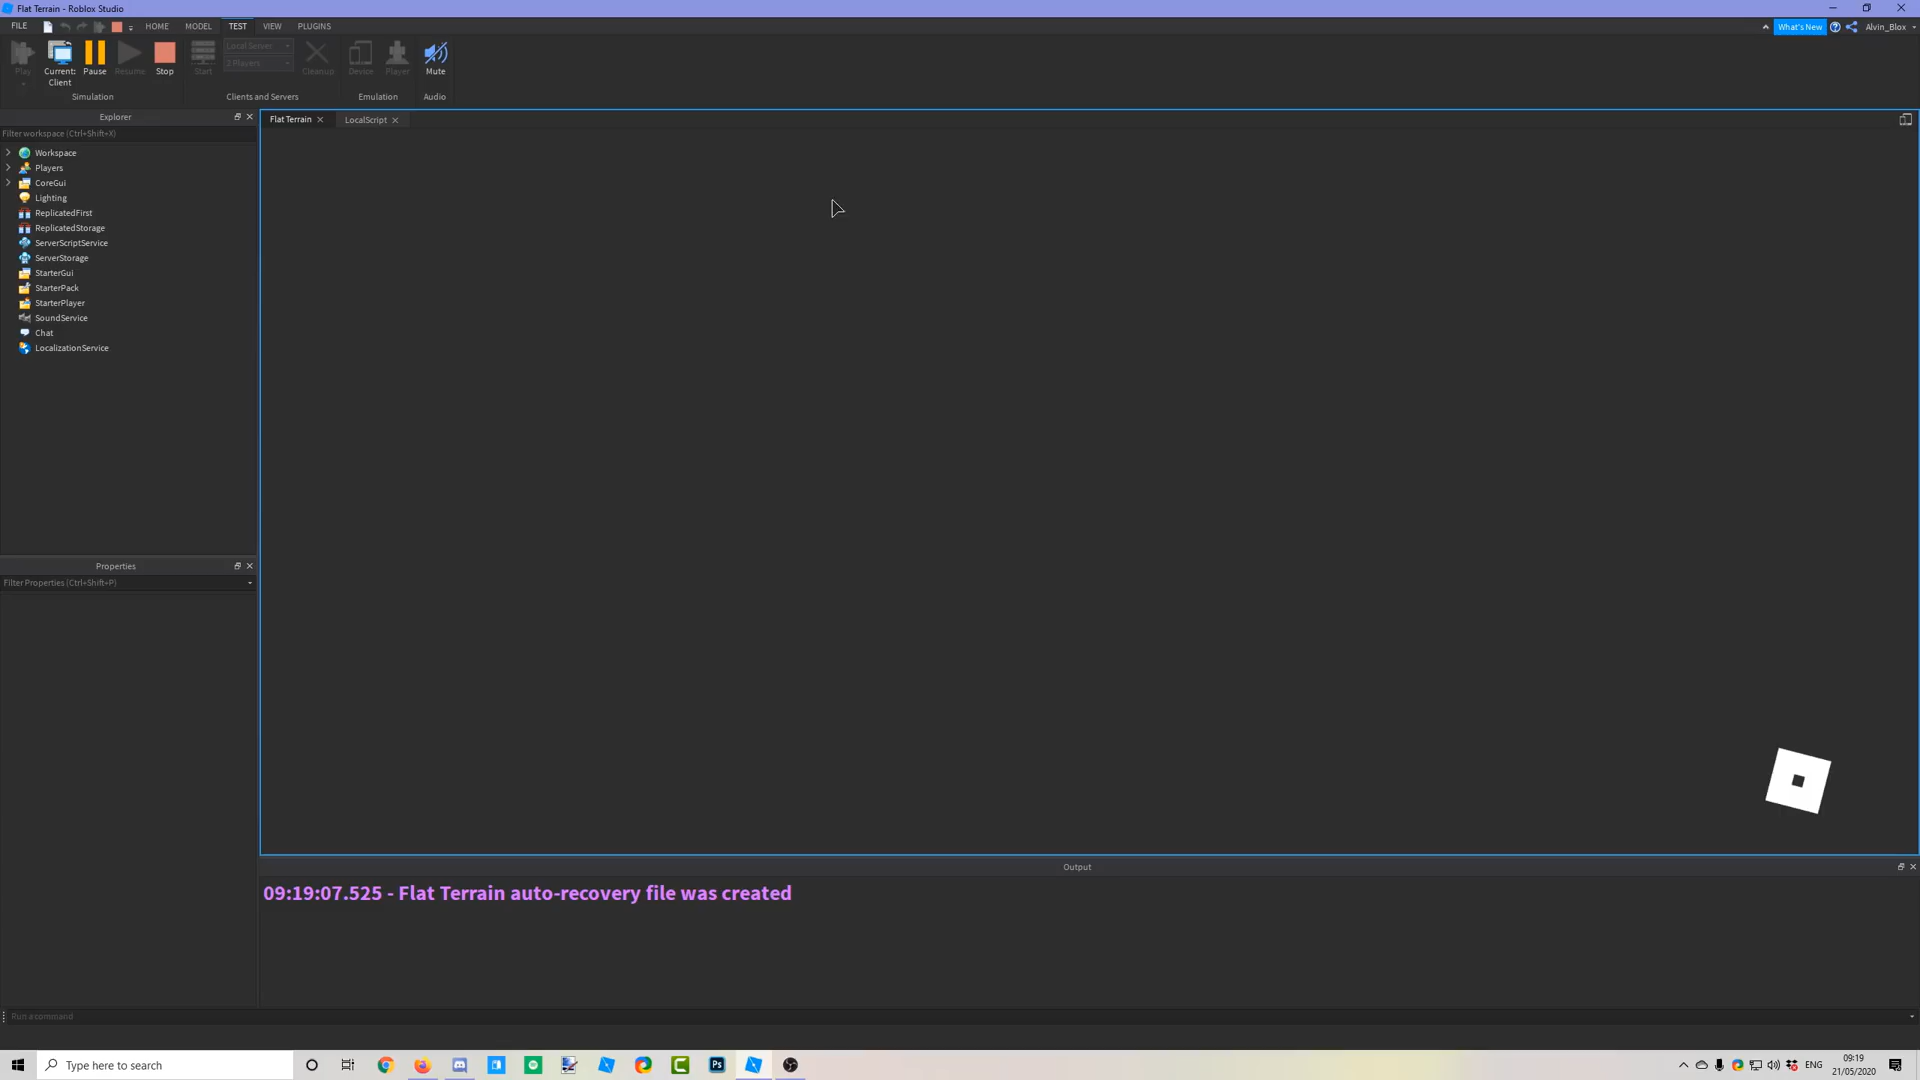 Flat Terrain - Roblox Studio
FILE HOME MODEL TEST VIEW PLUGINS What's New Alvin_Blox
Play Current: Client Pause Resume Stop Start Local Server 2 Players Cleanup Device Player Mute
Simulation Clients and Servers Emulation Audio
Explorer
Filter workspace (Ctrl+Shift+X)
Workspace
Players
CoreGui
Lighting
ReplicatedFirst
ReplicatedStorage
ServerScriptService
ServerStorage
StarterGui
StarterPack
StarterPlayer
SoundService
Chat
LocalizationService
Properties
Filter Properties (Ctrl+Shift+P)
Flat Terrain LocalScript
Output
09:19:07.525 - Flat Terrain auto-recovery file was created
Run a command
Type here to search
Ps
ENG
09:19
21/05/2020